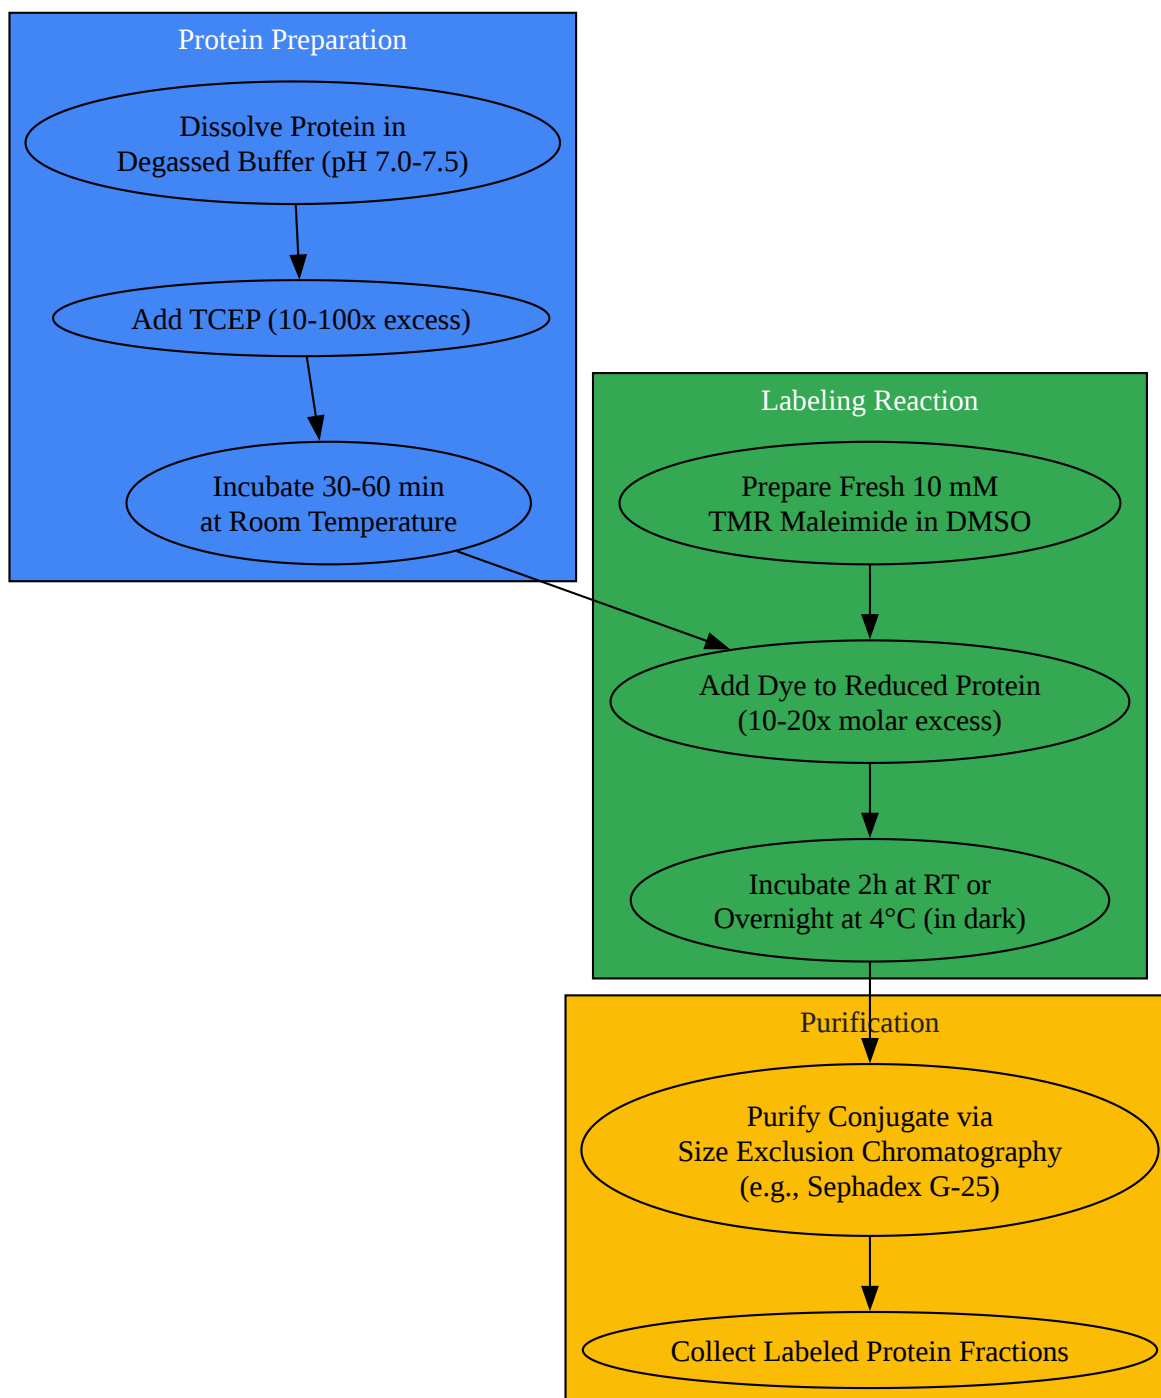 Protein Preparation
Dissolve Protein in
Degassed Buffer (pH 7.0-7.5)
Add TCEP (10-100x excess)
Incubate 30-60 min
at Room Temperature
Labeling Reaction
Prepare Fresh 10 mM
TMR Maleimide in DMSO
Add Dye to Reduced Protein
(10-20x molar excess)
Incubate 2h at RT or
Overnight at 4°C (in dark)
Purification
Purify Conjugate via
Size Exclusion Chromatography
(e.g., Sephadex G-25)
Collect Labeled Protein Fractions